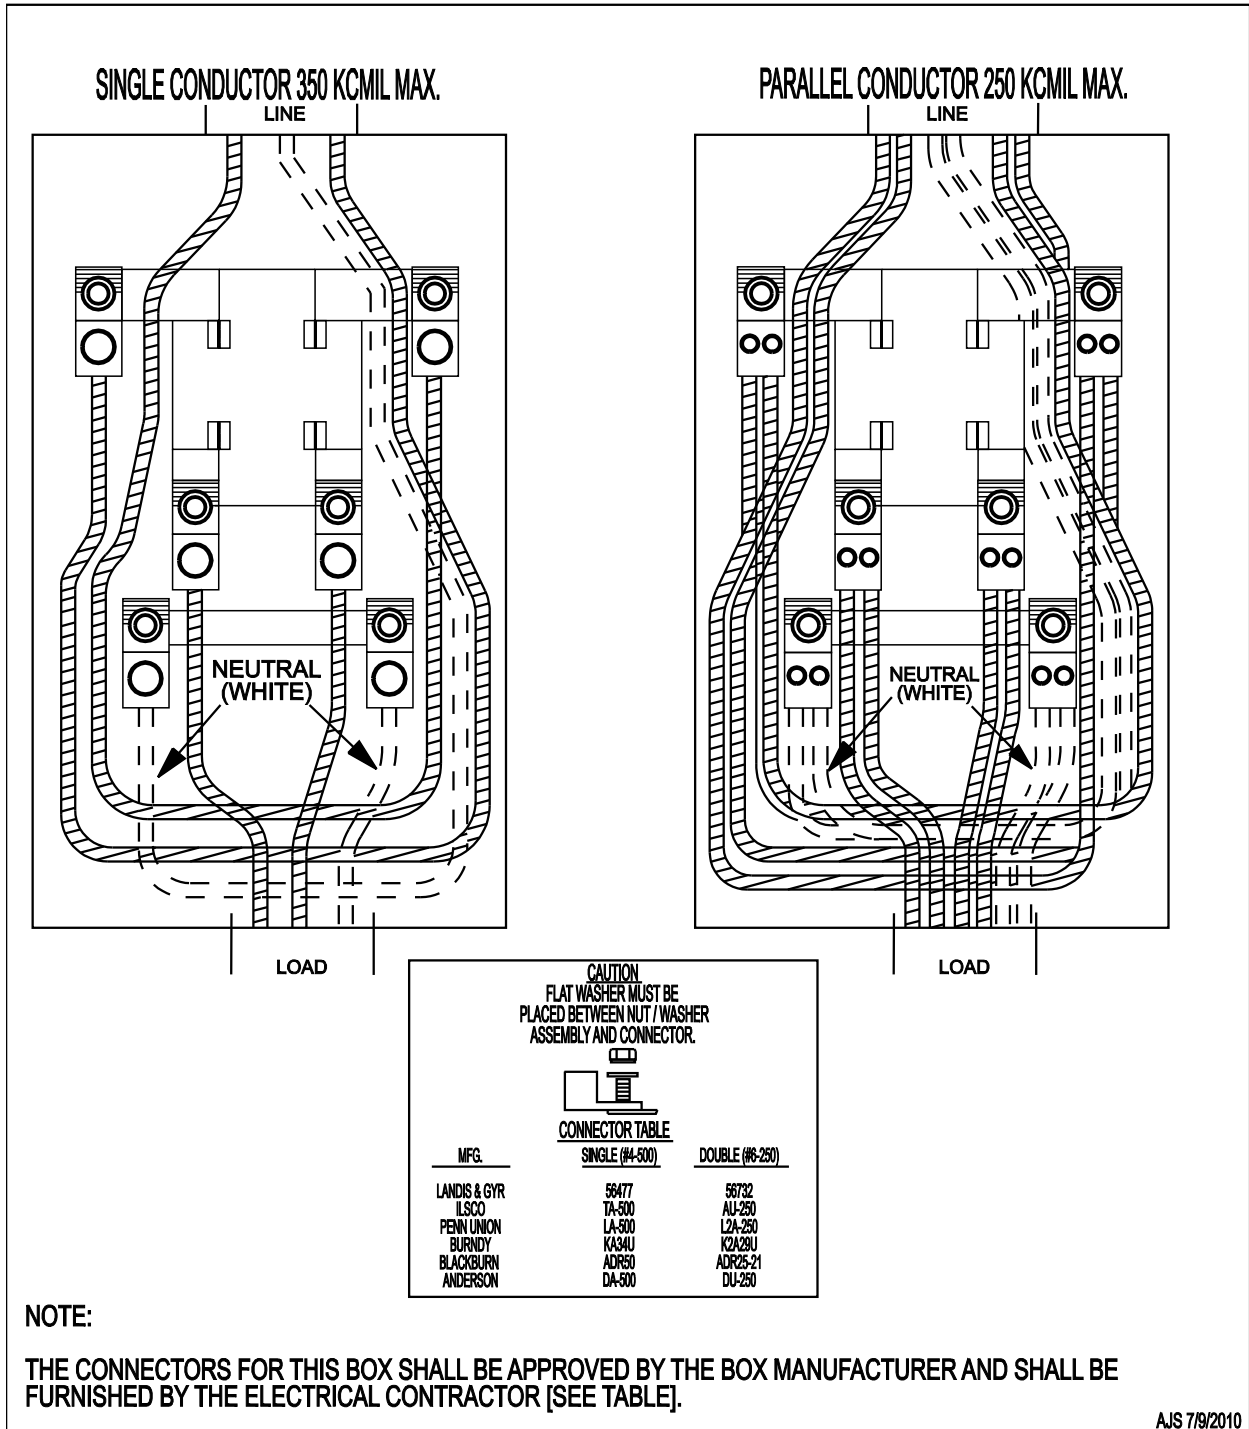 SINGLE CONDUCTOR 350 KCMIL MAX.
LINE
NEUTRAL
(WHITE)
LOAD
PARALLEL CONDUCTOR 250 KCMIL MAX.
LINE
NEUTRAL
(WHITE)
LOAD
CAUTION
FLAT WASHER MUST BE
PLACED BETWEEN NUT / WASHER
ASSEMBLY AND CONNECTOR.
CONNECTOR TABLE
MFG. SINGLE (#4-500) DOUBLE (#6-250)
LANDIS & GYR 56477 56732
ILSCO TA-500 AU-250
PENN UNION LA-500 L2A-250
BURNDY KA34U K2A29U
BLACKBURN ADR50 ADR25-21
ANDERSON DA-500 DU-250
NOTE:
THE CONNECTORS FOR THIS BOX SHALL BE APPROVED BY THE BOX MANUFACTURER AND SHALL BE
FURNISHED BY THE ELECTRICAL CONTRACTOR [SEE TABLE].
AJS 7/9/2010